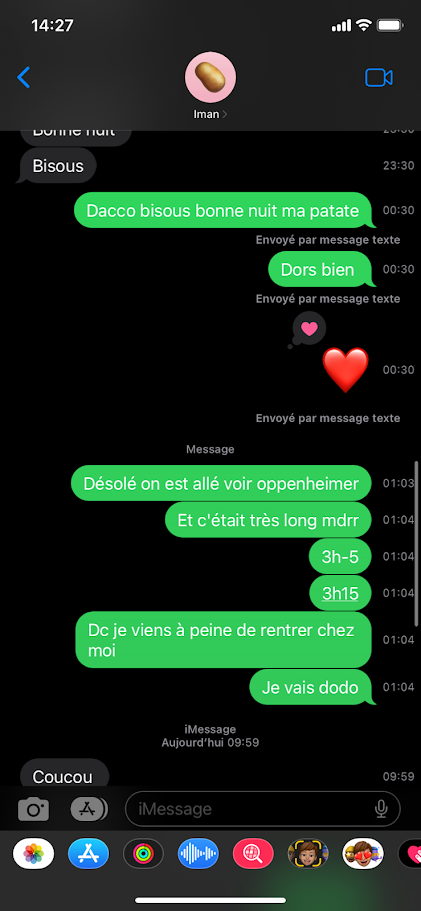 14:27
Iman
Bonne nuit
23:30
Bisous
23:30
Dacco bisous bonne nuit ma patate
00:30
Envoyé par message texte
Dors bien
00:30
Envoyé par message texte
00:30
Envoyé par message texte
Message
Désolé on est allé voir oppenheimer
01:03
Et c'était très long mdrr
01:04
3h-5
01:04
3h15
01:04
Dc je viens à peine de rentrer chez
moi
01:04
Je vais dodo
01:04
iMessage
Aujourd'hui 09:59
Coucou
09:59
iMessage